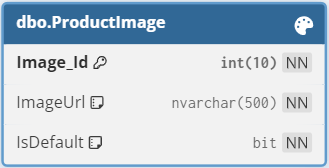 dbo.ProductImage
Image_Id int(10) NN
ImageUrl nvarchar(500) NN
IsDefault bit NN